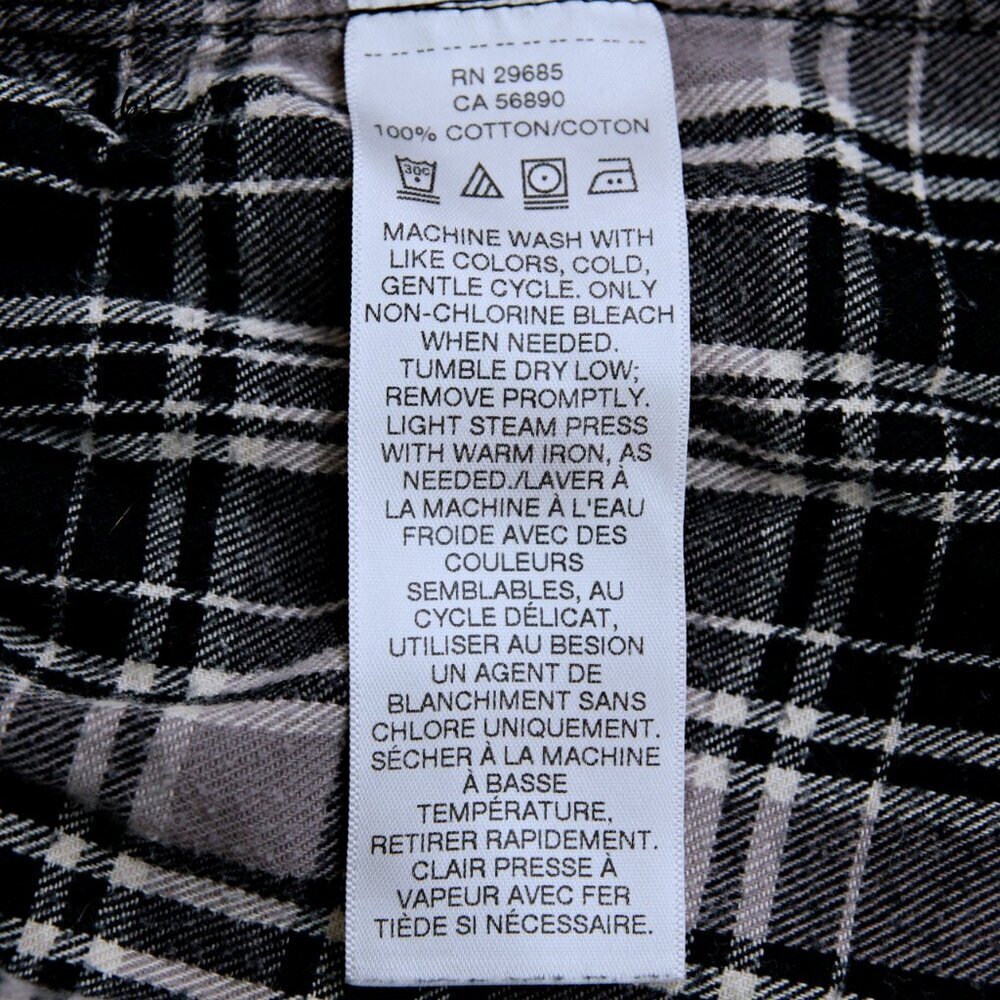 RN 29685
CA 56890
100% COTTON/COTON
30C
MACHINE WASH WITH
LIKE COLORS, COLD,
GENTLE CYCLE. ONLY
NON-CHLORINE BLEACH
WHEN NEEDED.
TUMBLE DRY LOW;
REMOVE PROMPTLY.
LIGHT STEAM PRESS
WITH WARM IRON, AS
NEEDED./LAVER À
LA MACHINE À L'EAU
FROIDE AVEC DES
COULEURS
SEMBLABLES, AU
CYCLE DÉLICAT,
UTILISER AU BESION
UN AGENT DE
BLANCHIMENT SANS
CHLORE UNIQUEMENT.
SÉCHER À LA MACHINE
À BASSE
TEMPÉRATURE,
RETIRER RAPIDEMENT.
CLAIR PRESSE À
VAPEUR AVEC FER
TIÈDE SI NÉCESSAIRE.